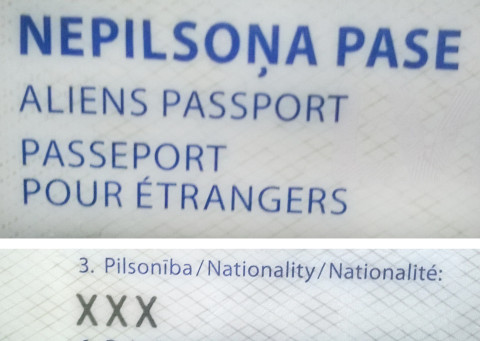 NEPILSOŅA PASE
ALIENS PASSPORT
PASSEPORT
POUR ÉTRANGERS
3. Pilsonība/Nationality/Nationalité:
XXX